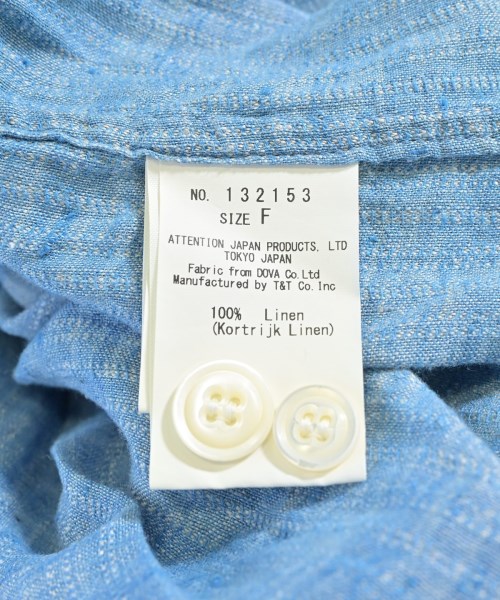 NO. 132153
SIZE F
ATTENTION JAPAN PRODUCTS. LTD
TOKYO JAPAN
Fabric from DOVA Co.Ltd
Manufactured by T&T Co. Inc
100% Linen
(Kortrijk Linen)